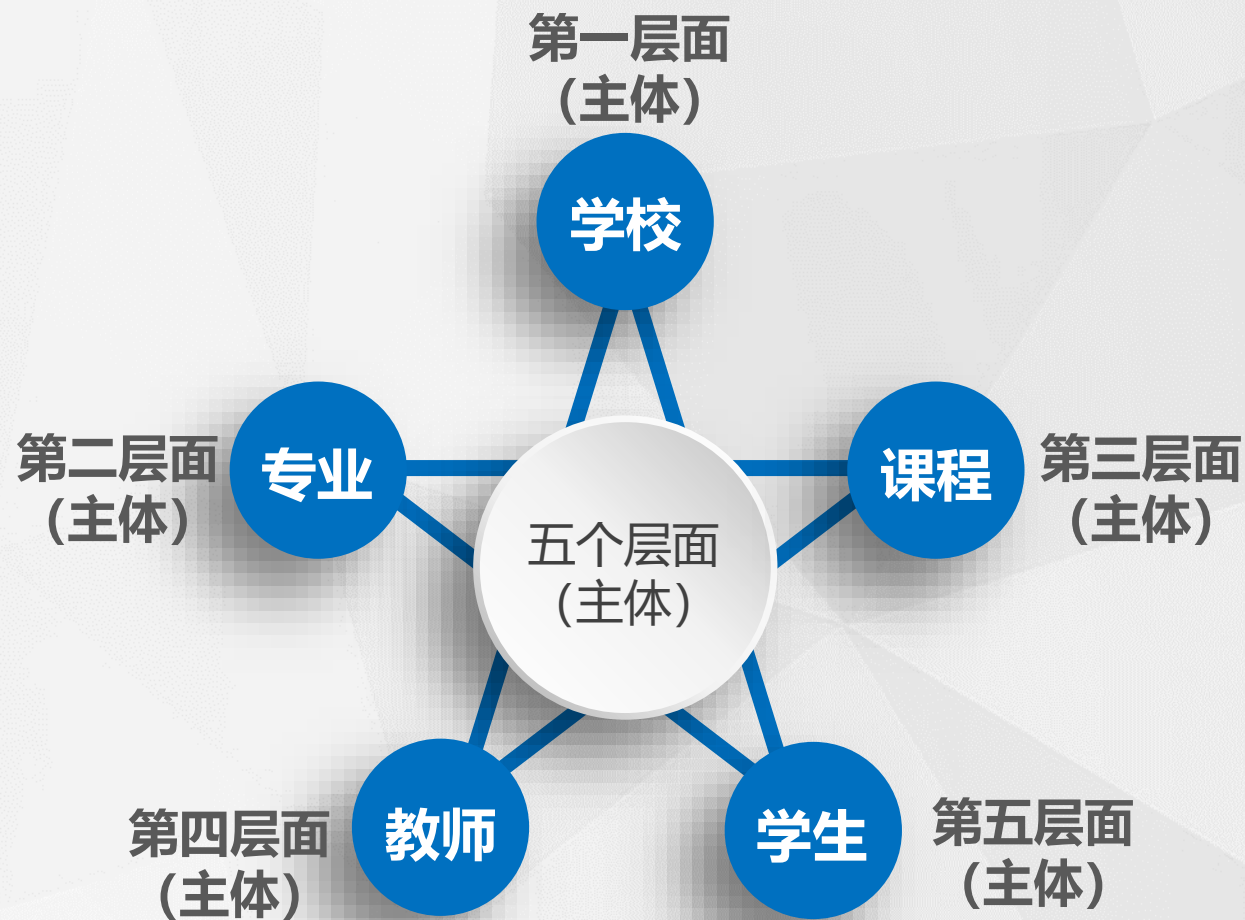 第一层面
（主体）
学校
第二层面
（主体）
专业
课程
第三层面
（主体）
五个层面
（主体）
第四层面
（主体）
教师
学生
第五层面
（主体）